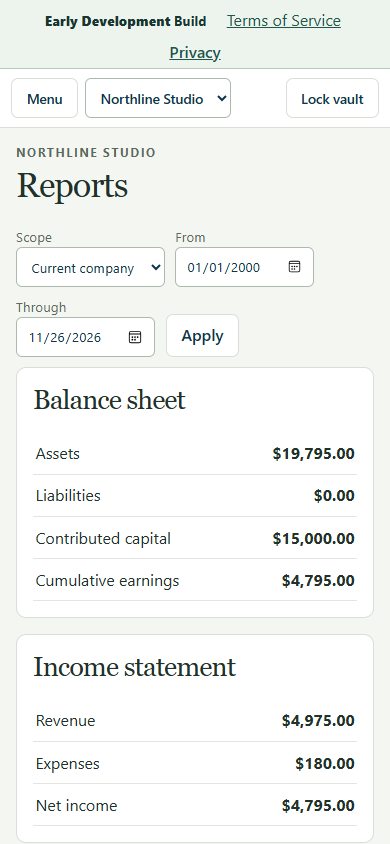 Early Development Build Terms of Service
Privacy
Menu Northline Studio Lock vault
NORTHLINE STUDIO
Reports
Scope From
Current company 01/01/2000
Through
11/26/2026 Apply
Balance sheet
Assets $19,795.00
Liabilities $0.00
Contributed capital $15,000.00
Cumulative earnings $4,795.00
Income statement
Revenue $4,975.00
Expenses $180.00
Net income $4,795.00